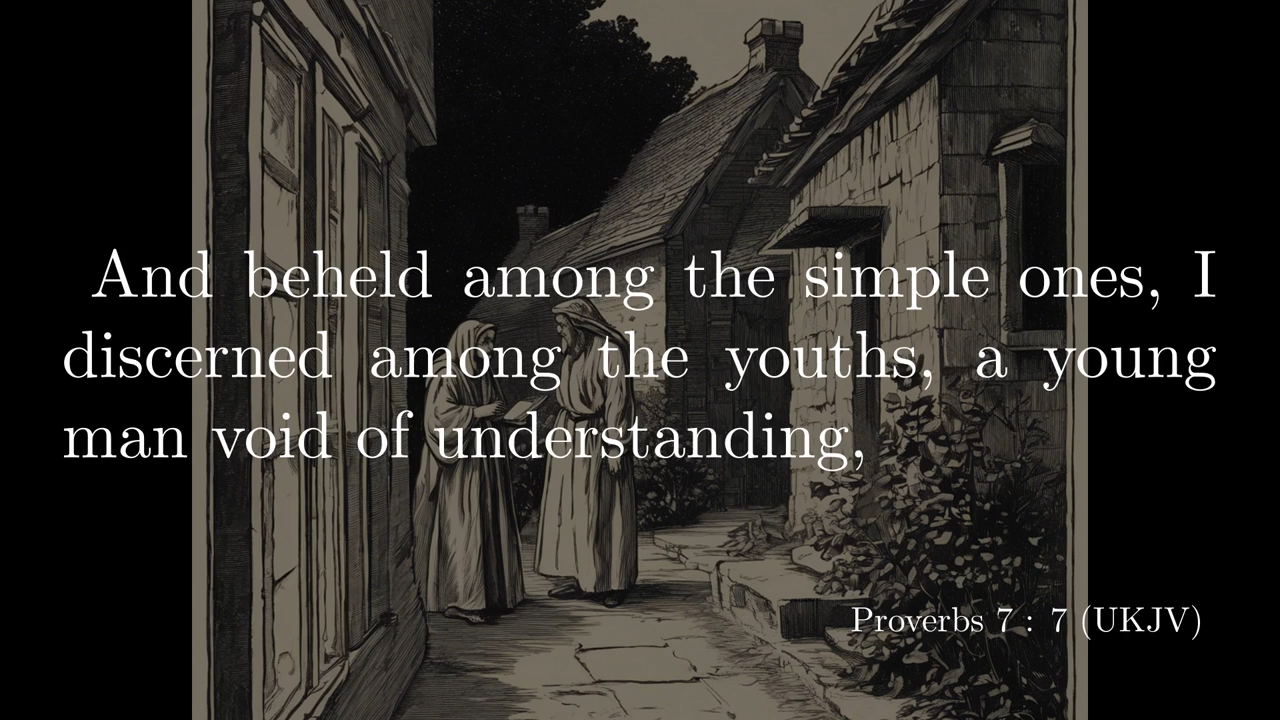 And beheld among the simple ones, I
discerned among the youths, a young
man void of understanding,
Proverbs 7 : 7 (UKJV)